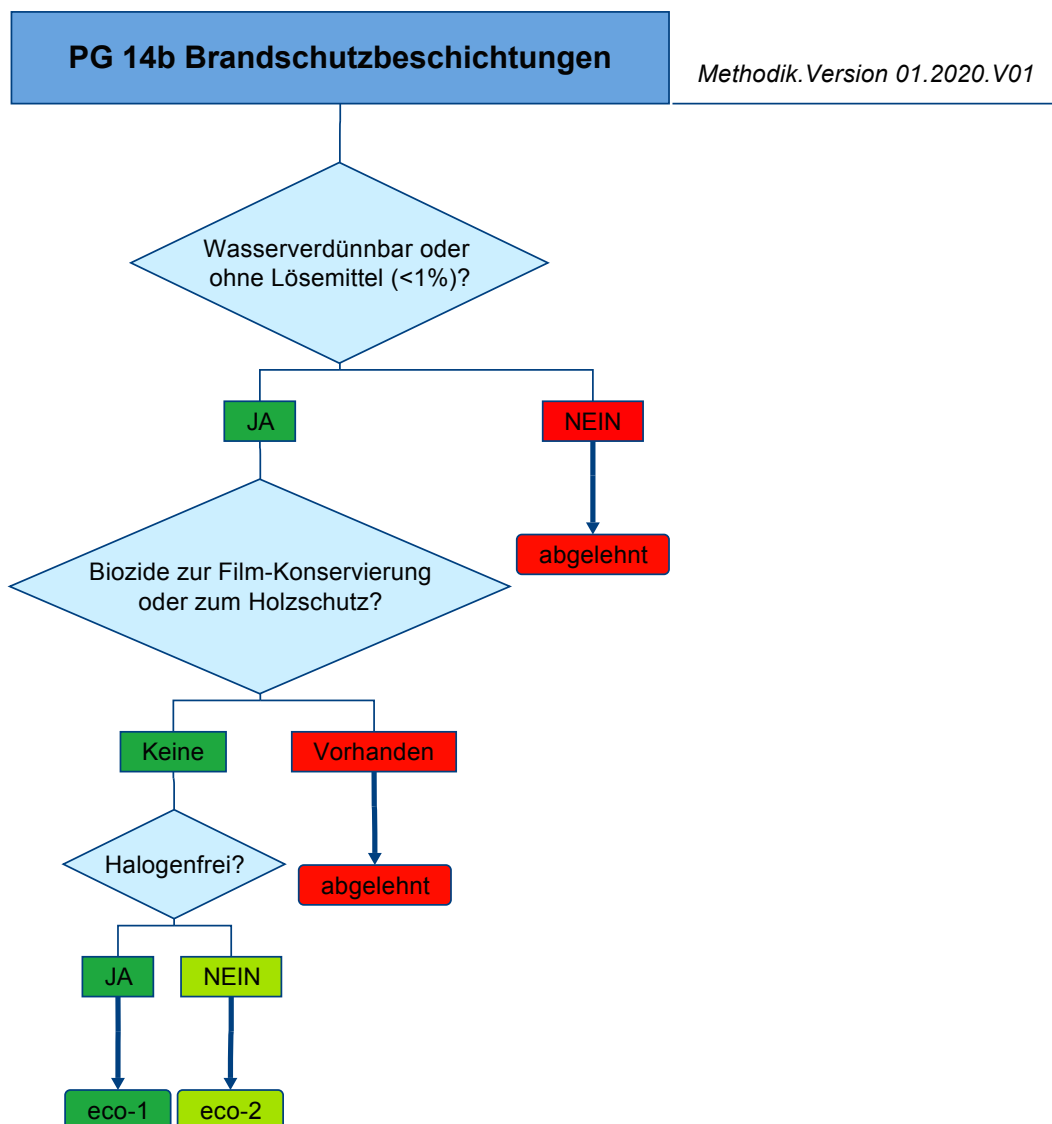 PG 14b Brandschutzbeschichtungen
Methodik.Version 01.2020.V01
Wasserverdünnbar oder
ohne Lösemittel (<1%)?
JA
NEIN
abgelehnt
Biozide zur Film-Konservierung
oder zum Holzschutz?
Keine
Vorhanden
abgelehnt
Halogenfrei?
JA
NEIN
eco-1
eco-2